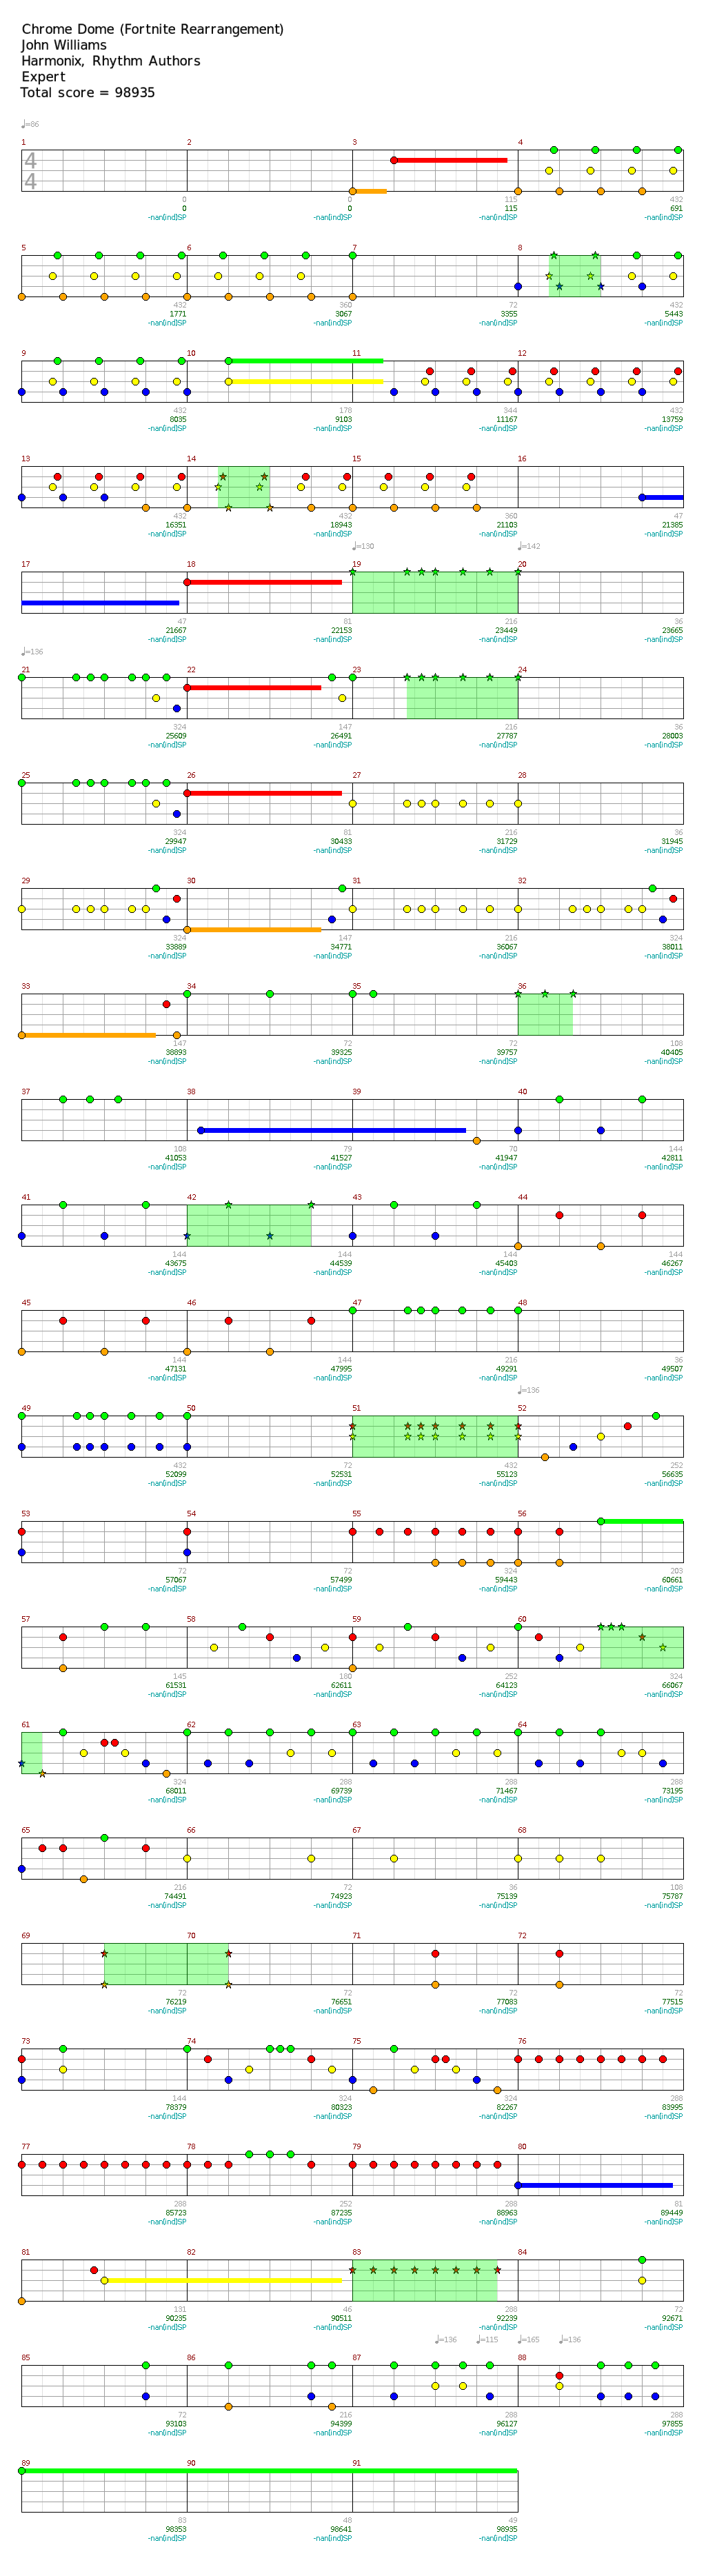 Chrome Dome (Fortnite Rearrangement)
John Williams
Harmonix, Rhythm Authors
Expert
Total score = 98935
♩=86
1 2 3 4
4
4
0 0 115 432
0 0 115 691
-nan(ind)SP -nan(ind)SP -nan(ind)SP -nan(ind)SP
5 6 7 8
432 360 72 432
1771 3067 3355 5443
-nan(ind)SP -nan(ind)SP -nan(ind)SP -nan(ind)SP
9 10 11 12
432 178 344 432
8035 9103 11167 13759
-nan(ind)SP -nan(ind)SP -nan(ind)SP -nan(ind)SP
13 14 15 16
432 432 360 47
16351 18943 21103 21385
-nan(ind)SP -nan(ind)SP -nan(ind)SP -nan(ind)SP
♩=130 ♩=142
17 18 19 20
47 81 216 36
21667 22153 23449 23665
-nan(ind)SP -nan(ind)SP -nan(ind)SP -nan(ind)SP
♩=136
21 22 23 24
324 147 216 36
25609 26491 27787 28003
-nan(ind)SP -nan(ind)SP -nan(ind)SP -nan(ind)SP
25 26 27 28
324 81 216 36
29947 30433 31729 31945
-nan(ind)SP -nan(ind)SP -nan(ind)SP -nan(ind)SP
29 30 31 32
324 147 216 324
33889 34771 36067 38011
-nan(ind)SP -nan(ind)SP -nan(ind)SP -nan(ind)SP
33 34 35 36
147 72 72 108
38893 39325 39757 40405
-nan(ind)SP -nan(ind)SP -nan(ind)SP -nan(ind)SP
37 38 39 40
108 79 70 144
41053 41527 41947 42811
-nan(ind)SP -nan(ind)SP -nan(ind)SP -nan(ind)SP
41 42 43 44
144 144 144 144
43675 44539 45403 46267
-nan(ind)SP -nan(ind)SP -nan(ind)SP -nan(ind)SP
45 46 47 48
144 144 216 36
47131 47995 49291 49507
-nan(ind)SP -nan(ind)SP -nan(ind)SP -nan(ind)SP
♩=136
49 50 51 52
432 72 432 252
52099 52531 55123 56635
-nan(ind)SP -nan(ind)SP -nan(ind)SP -nan(ind)SP
53 54 55 56
72 72 324 203
57067 57499 59443 60661
-nan(ind)SP -nan(ind)SP -nan(ind)SP -nan(ind)SP
57 58 59 60
145 180 252 324
61531 62611 64123 66067
-nan(ind)SP -nan(ind)SP -nan(ind)SP -nan(ind)SP
61 62 63 64
324 288 288 288
68011 69739 71467 73195
-nan(ind)SP -nan(ind)SP -nan(ind)SP -nan(ind)SP
65 66 67 68
216 72 36 108
74491 74923 75139 75787
-nan(ind)SP -nan(ind)SP -nan(ind)SP -nan(ind)SP
69 70 71 72
72 72 72 72
76219 76651 77083 77515
-nan(ind)SP -nan(ind)SP -nan(ind)SP -nan(ind)SP
73 74 75 76
144 324 324 288
78379 80323 82267 83995
-nan(ind)SP -nan(ind)SP -nan(ind)SP -nan(ind)SP
77 78 79 80
288 252 288 81
85723 87235 88963 89449
-nan(ind)SP -nan(ind)SP -nan(ind)SP -nan(ind)SP
81 82 83 84
131 46 288 72
90235 90511 92239 92671
-nan(ind)SP -nan(ind)SP -nan(ind)SP -nan(ind)SP
♩=136 ♩=115 ♩=165 ♩=136
85 86 87 88
72 216 288 288
93103 94399 96127 97855
-nan(ind)SP -nan(ind)SP -nan(ind)SP -nan(ind)SP
89 90 91
83 48 49
98353 98641 98935
-nan(ind)SP -nan(ind)SP -nan(ind)SP